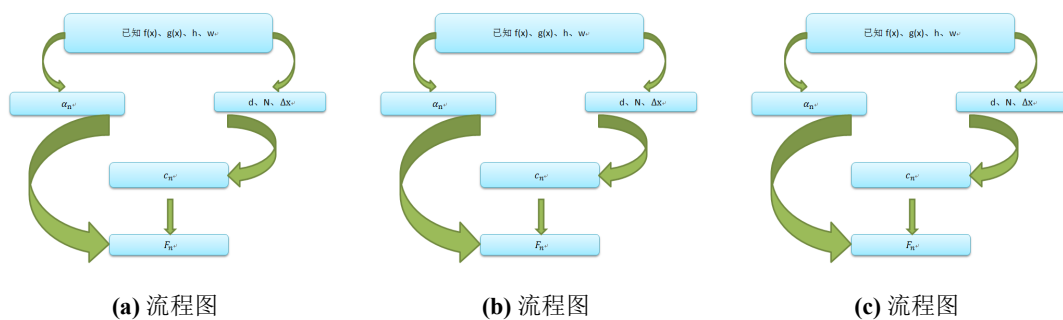 已知 f(x)、g(x)、h、w
αn
d、N、Δx
cn
Fn
(a) 流程图
已知 f(x)、g(x)、h、w
αn
d、N、Δx
cn
Fn
(b) 流程图
已知 f(x)、g(x)、h、w
αn
d、N、Δx
cn
Fn
(c) 流程图